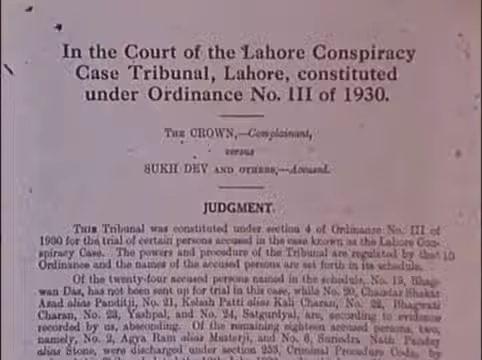 In the Court of the Lahore Conspiracy
Case Tribunal, Lahore, constituted
under Ordinance No. III of 1930.
THE CROWN,—Complainant,
versus
SUKH DEV AND OTHERS,—Accused.
JUDGMENT.
THIS Tribunal was constituted under section 4 of Ordinance No. III of
1930 for the trial of certain persons accused in the case known as the Lahore Con-
spiracy Case. The powers and procedure of the Tribunal are regulated by that 10
Ordinance and the names of the accused persons are set forth in its schedule.
Of the twenty-four accused persons named in the schedule, No. 19, Bhag-
wan Das, has not been sent up for trial in this case, while No. 20, Chandar Shekar
Azad alias Panditji, No. 21, Kelash Patti alias Kali Charan, No. 22, Bhagwati
Charan, No. 23, Yashpal, and No. 24, Satgurdyal, are, according to evidence
recorded by us, absconding. Of the remaining eighteen accused persons, two,
namely, No. 2, Agya Ram alias Masterji, and No. 6, Surindra Nath Panday
alias Stone, were discharged under section 253, Criminal Procedure